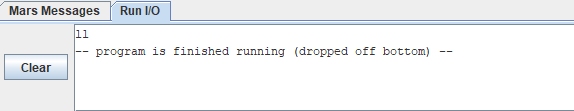 Mars Messages Run I/O
11
-- program is finished running (dropped off bottom) --
Clear